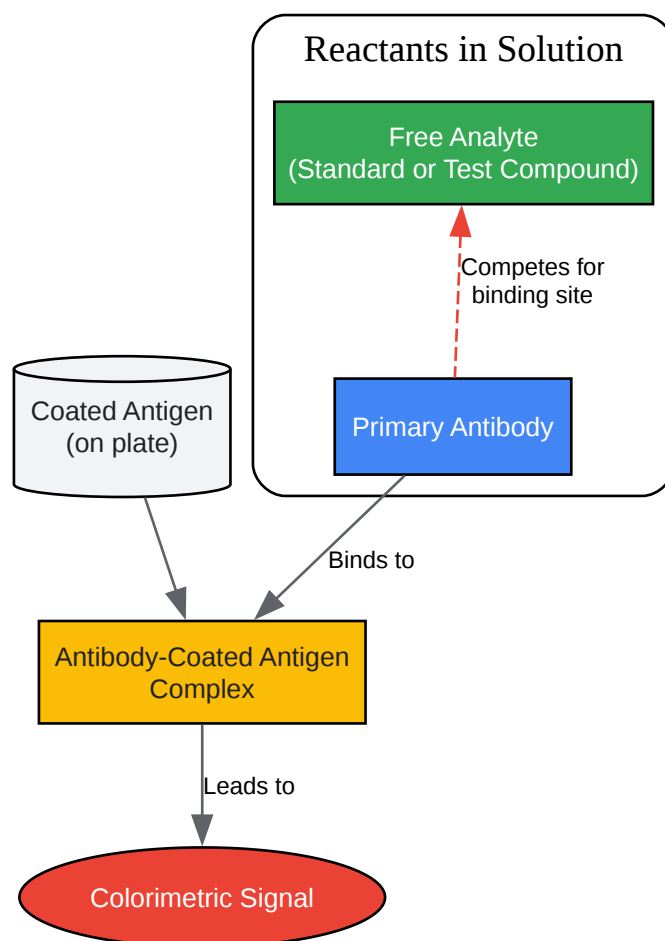 Reactants in Solution
Free Analyte
(Standard or Test Compound)
Competes for
binding site
Coated Antigen
(on plate)
Primary Antibody
Binds to
Antibody-Coated Antigen
Complex
Leads to
Colorimetric Signal